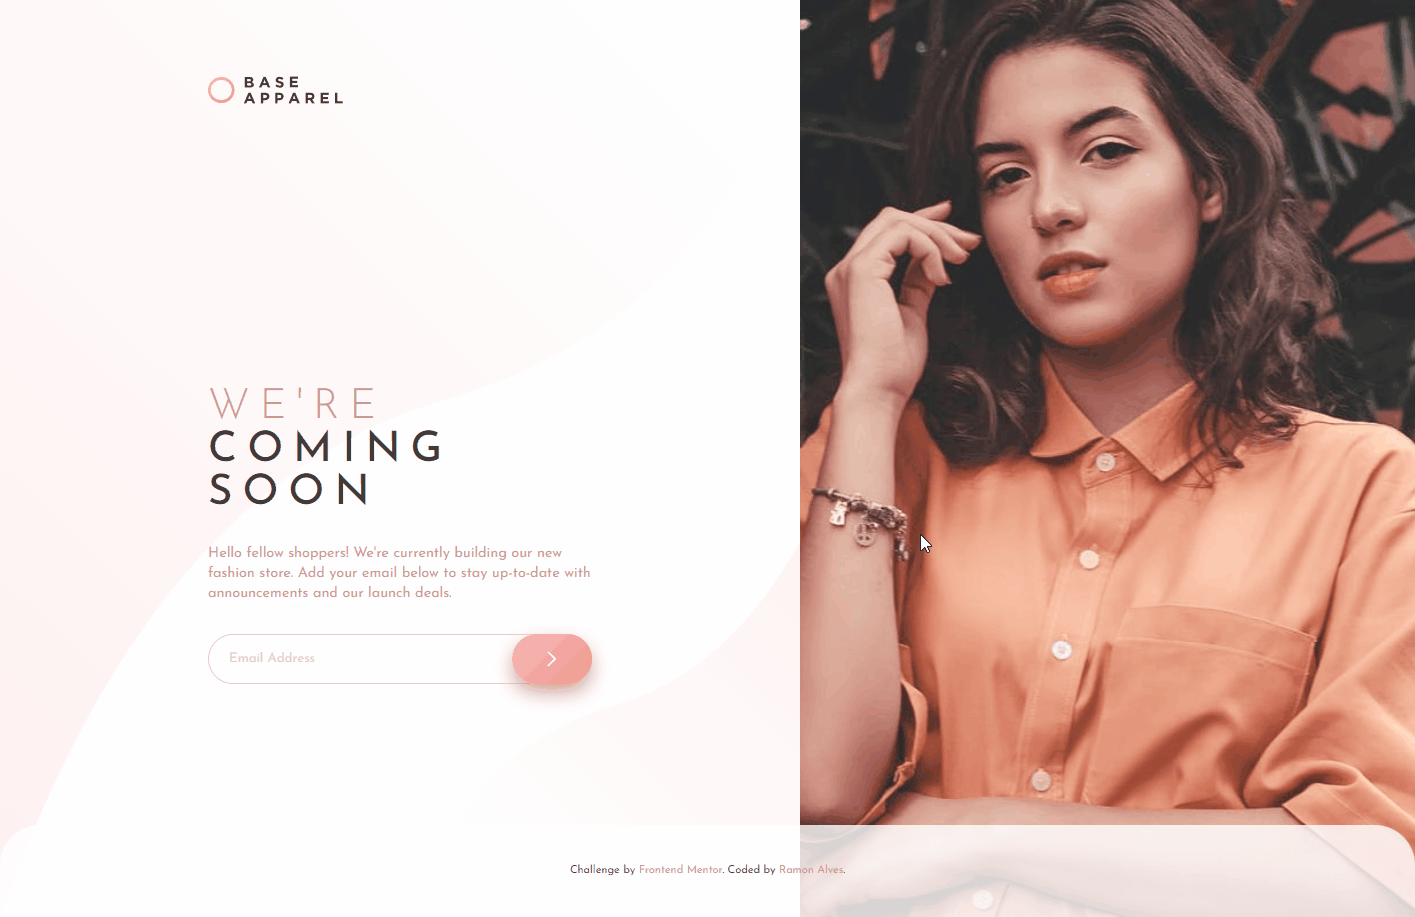 BASE
APPAREL
WE'RE
COMING
SOON
Hello fellow shoppers! We're currently building our new
fashion store. Add your email below to stay up-to-date with
announcements and our launch deals.
Email Address
Challenge by Frontend Mentor. Coded by Ramon Alves.